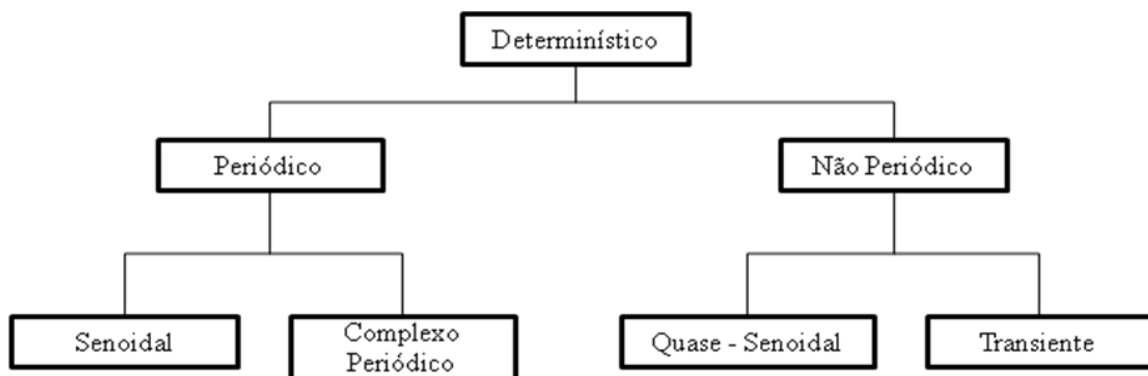 Determinístico
Periódico
Não Periódico
Senoidal
Complexo
Periódico
Quase - Senoidal
Transiente